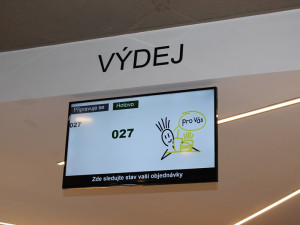 VÝDEJ
Připravuje se Hotovo
027
027
Pro Vás
Zde sledujte stav vaší objednávky